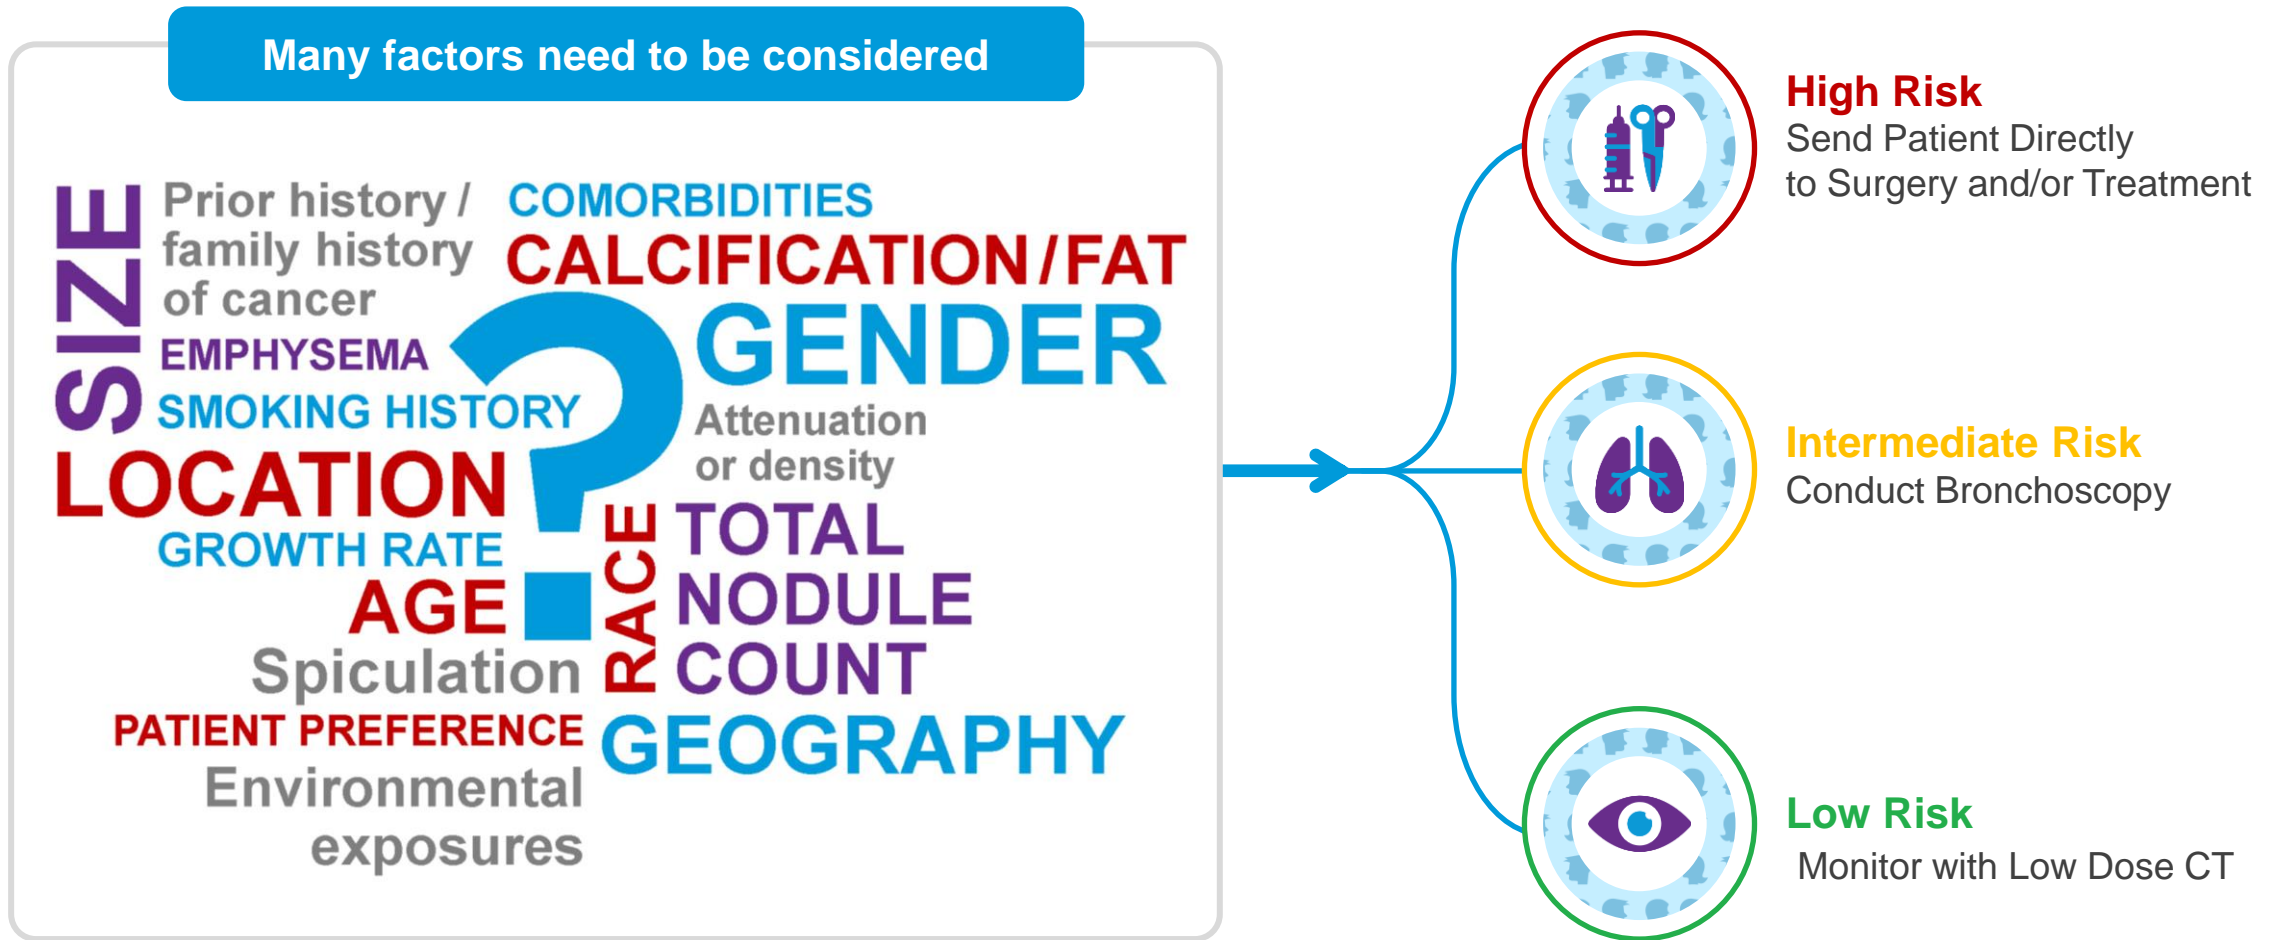 Many factors need to be considered
SIZE
Prior history /
family history
of cancer
EMPHYSEMA
SMOKING HISTORY
LOCATION
GROWTH RATE
AGE
Spiculation
PATIENT PREFERENCE
Environmental
exposures
?
COMORBIDITIES
CALCIFICATION/FAT
GENDER
Attenuation
or density
RACE
TOTAL
NODULE
COUNT
GEOGRAPHY
High Risk
Send Patient Directly
to Surgery and/or Treatment
Intermediate Risk
Conduct Bronchoscopy
Low Risk
Monitor with Low Dose CT